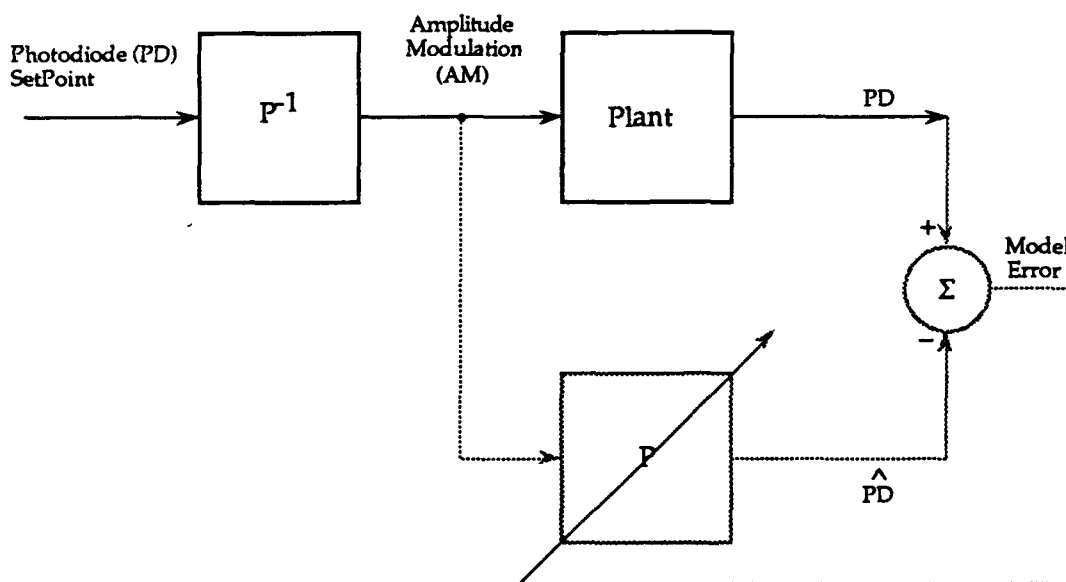 Photodiode (PD)
SetPoint
P⁻¹
Amplitude
Modulation
(AM)
Plant
PD
+
Σ
−
Model
Error
P
^
PD